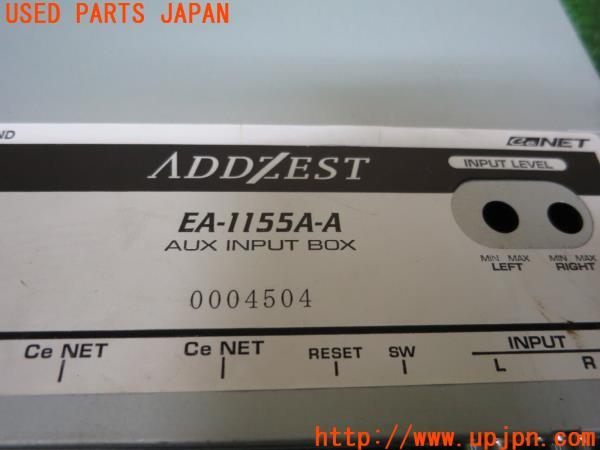 USED PARTS JAPAN
ND
CeNET
ADDZEST
INPUT LEVEL
EA-1155A-A
AUX INPUT BOX
MIN MAX MIN MAX
LEFT RIGHT
0004504
Ce NET Ce NET RESET SW INPUT
L R
http://www.upjpn.com